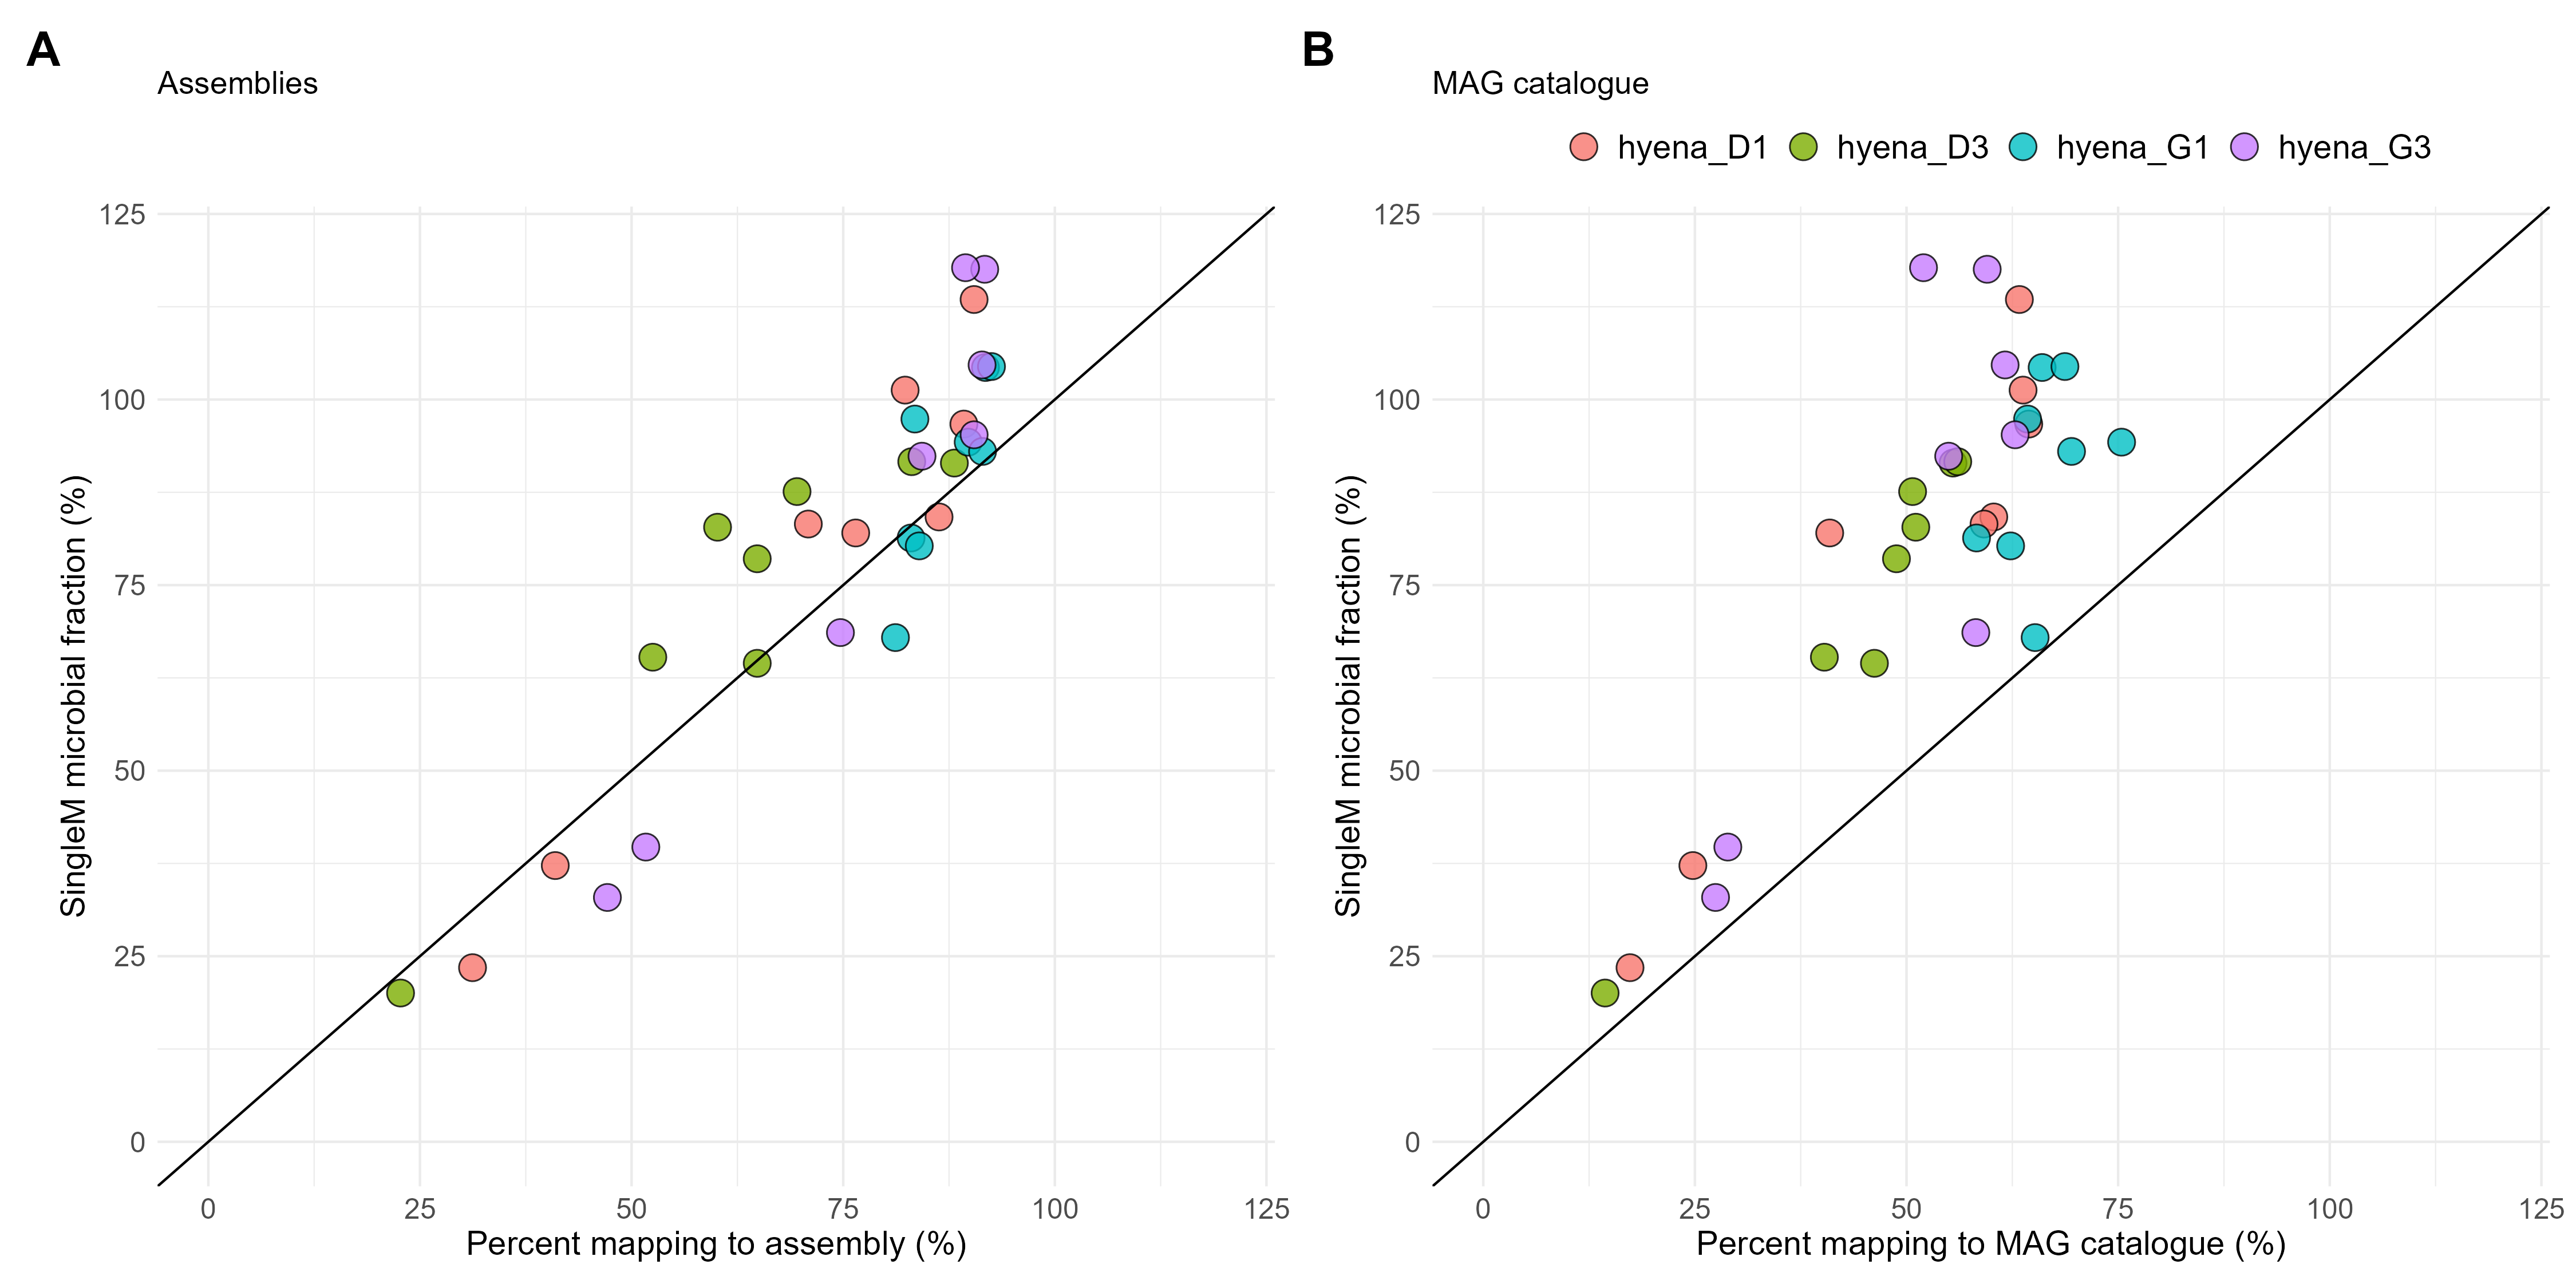 A
Assemblies
125
100
75
50
25
0
SingleM microbial fraction (%)
0 25 50 75 100 125
Percent mapping to assembly (%)
B
MAG catalogue
hyena_D1 hyena_D3 hyena_G1 hyena_G3
125
100
75
50
25
0
SingleM microbial fraction (%)
0 25 50 75 100 125
Percent mapping to MAG catalogue (%)